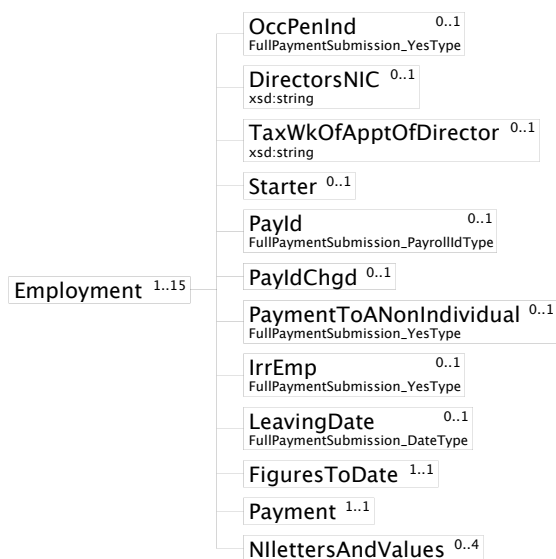 OccPenInd 0..1
FullPaymentSubmission_YesType
DirectorsNIC 0..1
xsd:string
TaxWkOfApptOfDirector 0..1
xsd:string
Starter 0..1
PayId 0..1
FullPaymentSubmission_PayrollIdType
Employment 1..15
PayIdChgd 0..1
PaymentToANonIndividual 0..1
FullPaymentSubmission_YesType
IrrEmp 0..1
FullPaymentSubmission_YesType
LeavingDate 0..1
FullPaymentSubmission_DateType
FiguresToDate 1..1
Payment 1..1
NIlettersAndValues 0..4